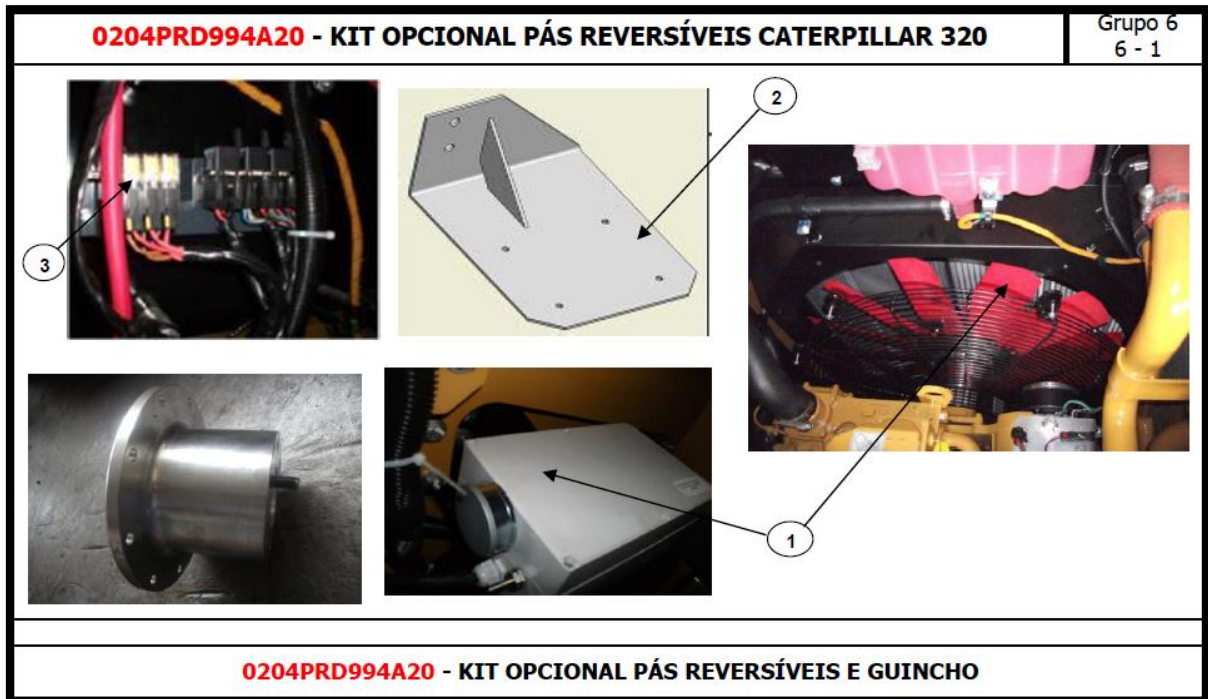 0204PRD994A20 - KIT OPCIONAL PÁS REVERSÍVEIS CATERPILLAR 320
Grupo 6
6 - 1
2
3
1
0204PRD994A20 - KIT OPCIONAL PÁS REVERSÍVEIS E GUINCHO